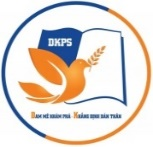 DKPS
ĐAM MÊ KHÁM PHÁ KHẲNG ĐỊNH BẢN THÂN